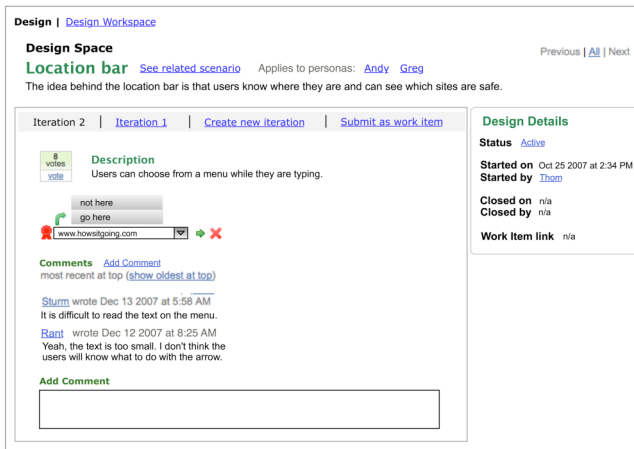 Design | Design Workspace
Design Space
Previous | All | Next
Location bar See related scenario Applies to personas: Andy Greg
The idea behind the location bar is that users know where they are and can see which sites are safe.
Iteration 2 | Iteration 1 | Create new iteration | Submit as work item
8
votes
vote
Description
Users can choose from a menu while they are typing.
not here
go here
www.howsitgoing.com
Comments Add Comment
most recent at top (show oldest at top)
Sturm wrote Dec 13 2007 at 5:58 AM
It is difficult to read the text on the menu.
Rant wrote Dec 12 2007 at 8:25 AM
Yeah, the text is too small. I don't think the
users will know what to do with the arrow.
Add Comment
Design Details
Status Active
Started on Oct 25 2007 at 2:34 PM
Started by Thom
Closed on n/a
Closed by n/a
Work Item link n/a